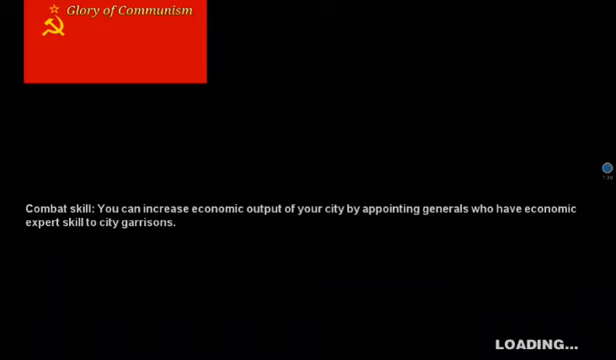 Glory of Communism
Combat skill: You can increase economic output of your city by appointing generals who have economic
expert skill to city garrisons.
LOADING...